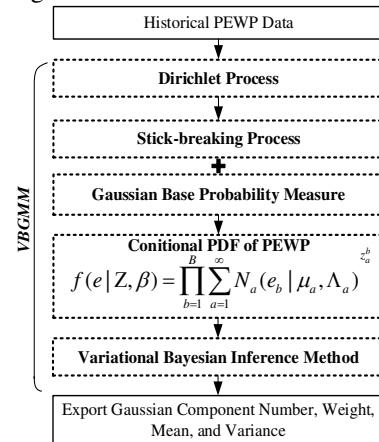 Historical PEWP Data
Dirichlet Process
Stick-breaking Process
+
Gaussian Base Probability Measure
Conitional PDF of PEWP
f(e | Z, β) = ∏_{b=1}^{B} ∑_{a=1}^{∞} N_a(e_b | μ_a, Λ_a)^{z_a^b}
Variational Bayesian Inference Method
Export Gaussian Component Number, Weight,
Mean, and Variance
VBGMM